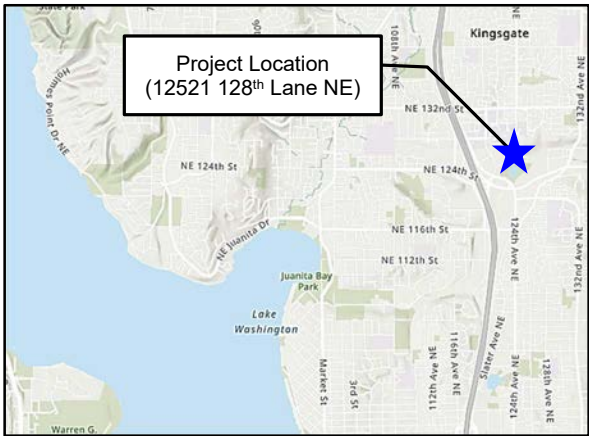 State Park
Kingsgate
Project Location
(12521 128th Lane NE)
108th Ave NE
Holmes Point Dr NE
NE 132nd St
132nd Ave NE
NE 124th St
NE 124th St
NE Juanita Dr
NE 116th St
124th Ave NE
NE 112th St
132nd Ave NE
Juanita Bay
Park
Lake
Washington
Market St
3rd St
112th Ave NE
119th Ave NE
Slater Ave NE
124th Ave NE
128th Ave NE
Warren G.